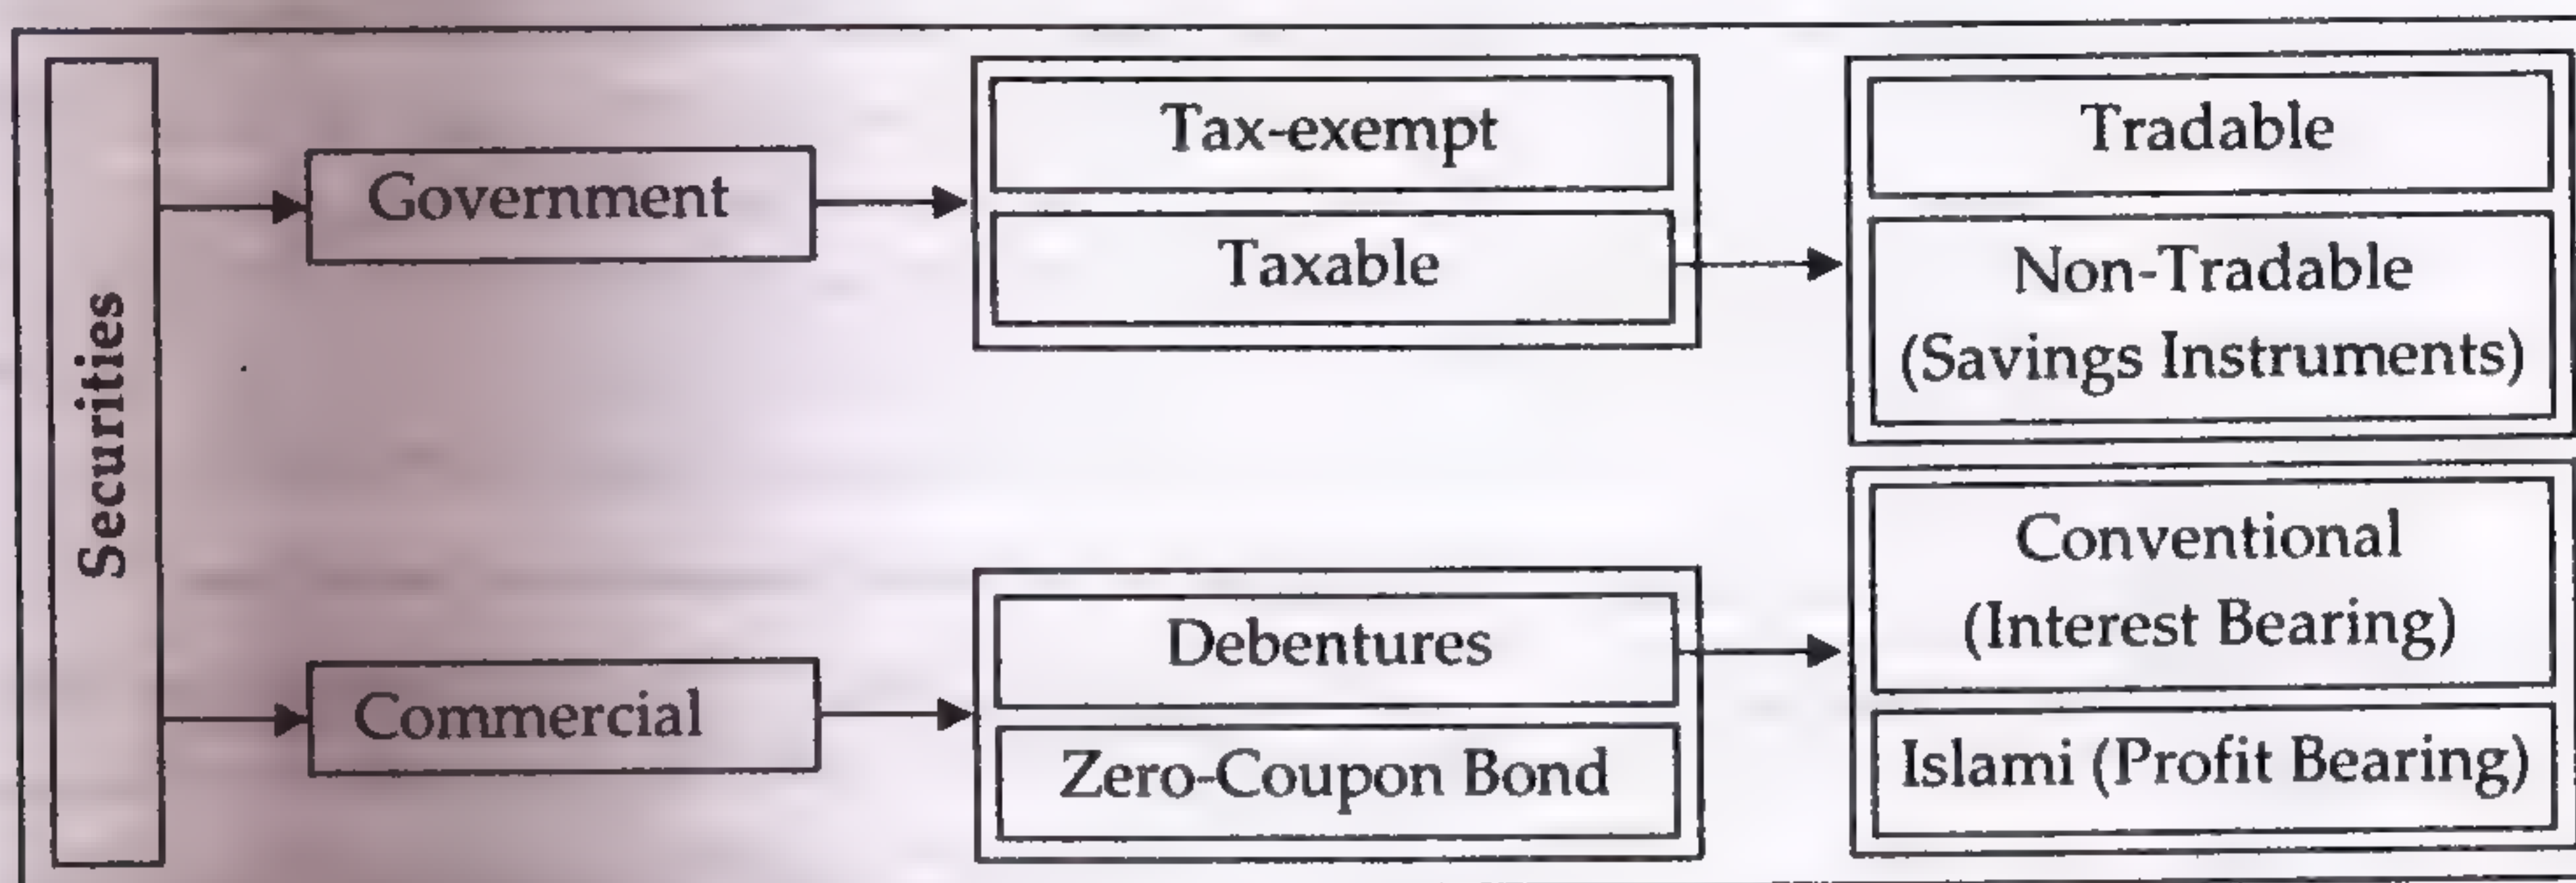 Securities
Government
Tax-exempt
Taxable
Tradable
Non-Tradable
(Savings Instruments)
Commercial
Debentures
Zero-Coupon Bond
Conventional
(Interest Bearing)
Islami (Profit Bearing)